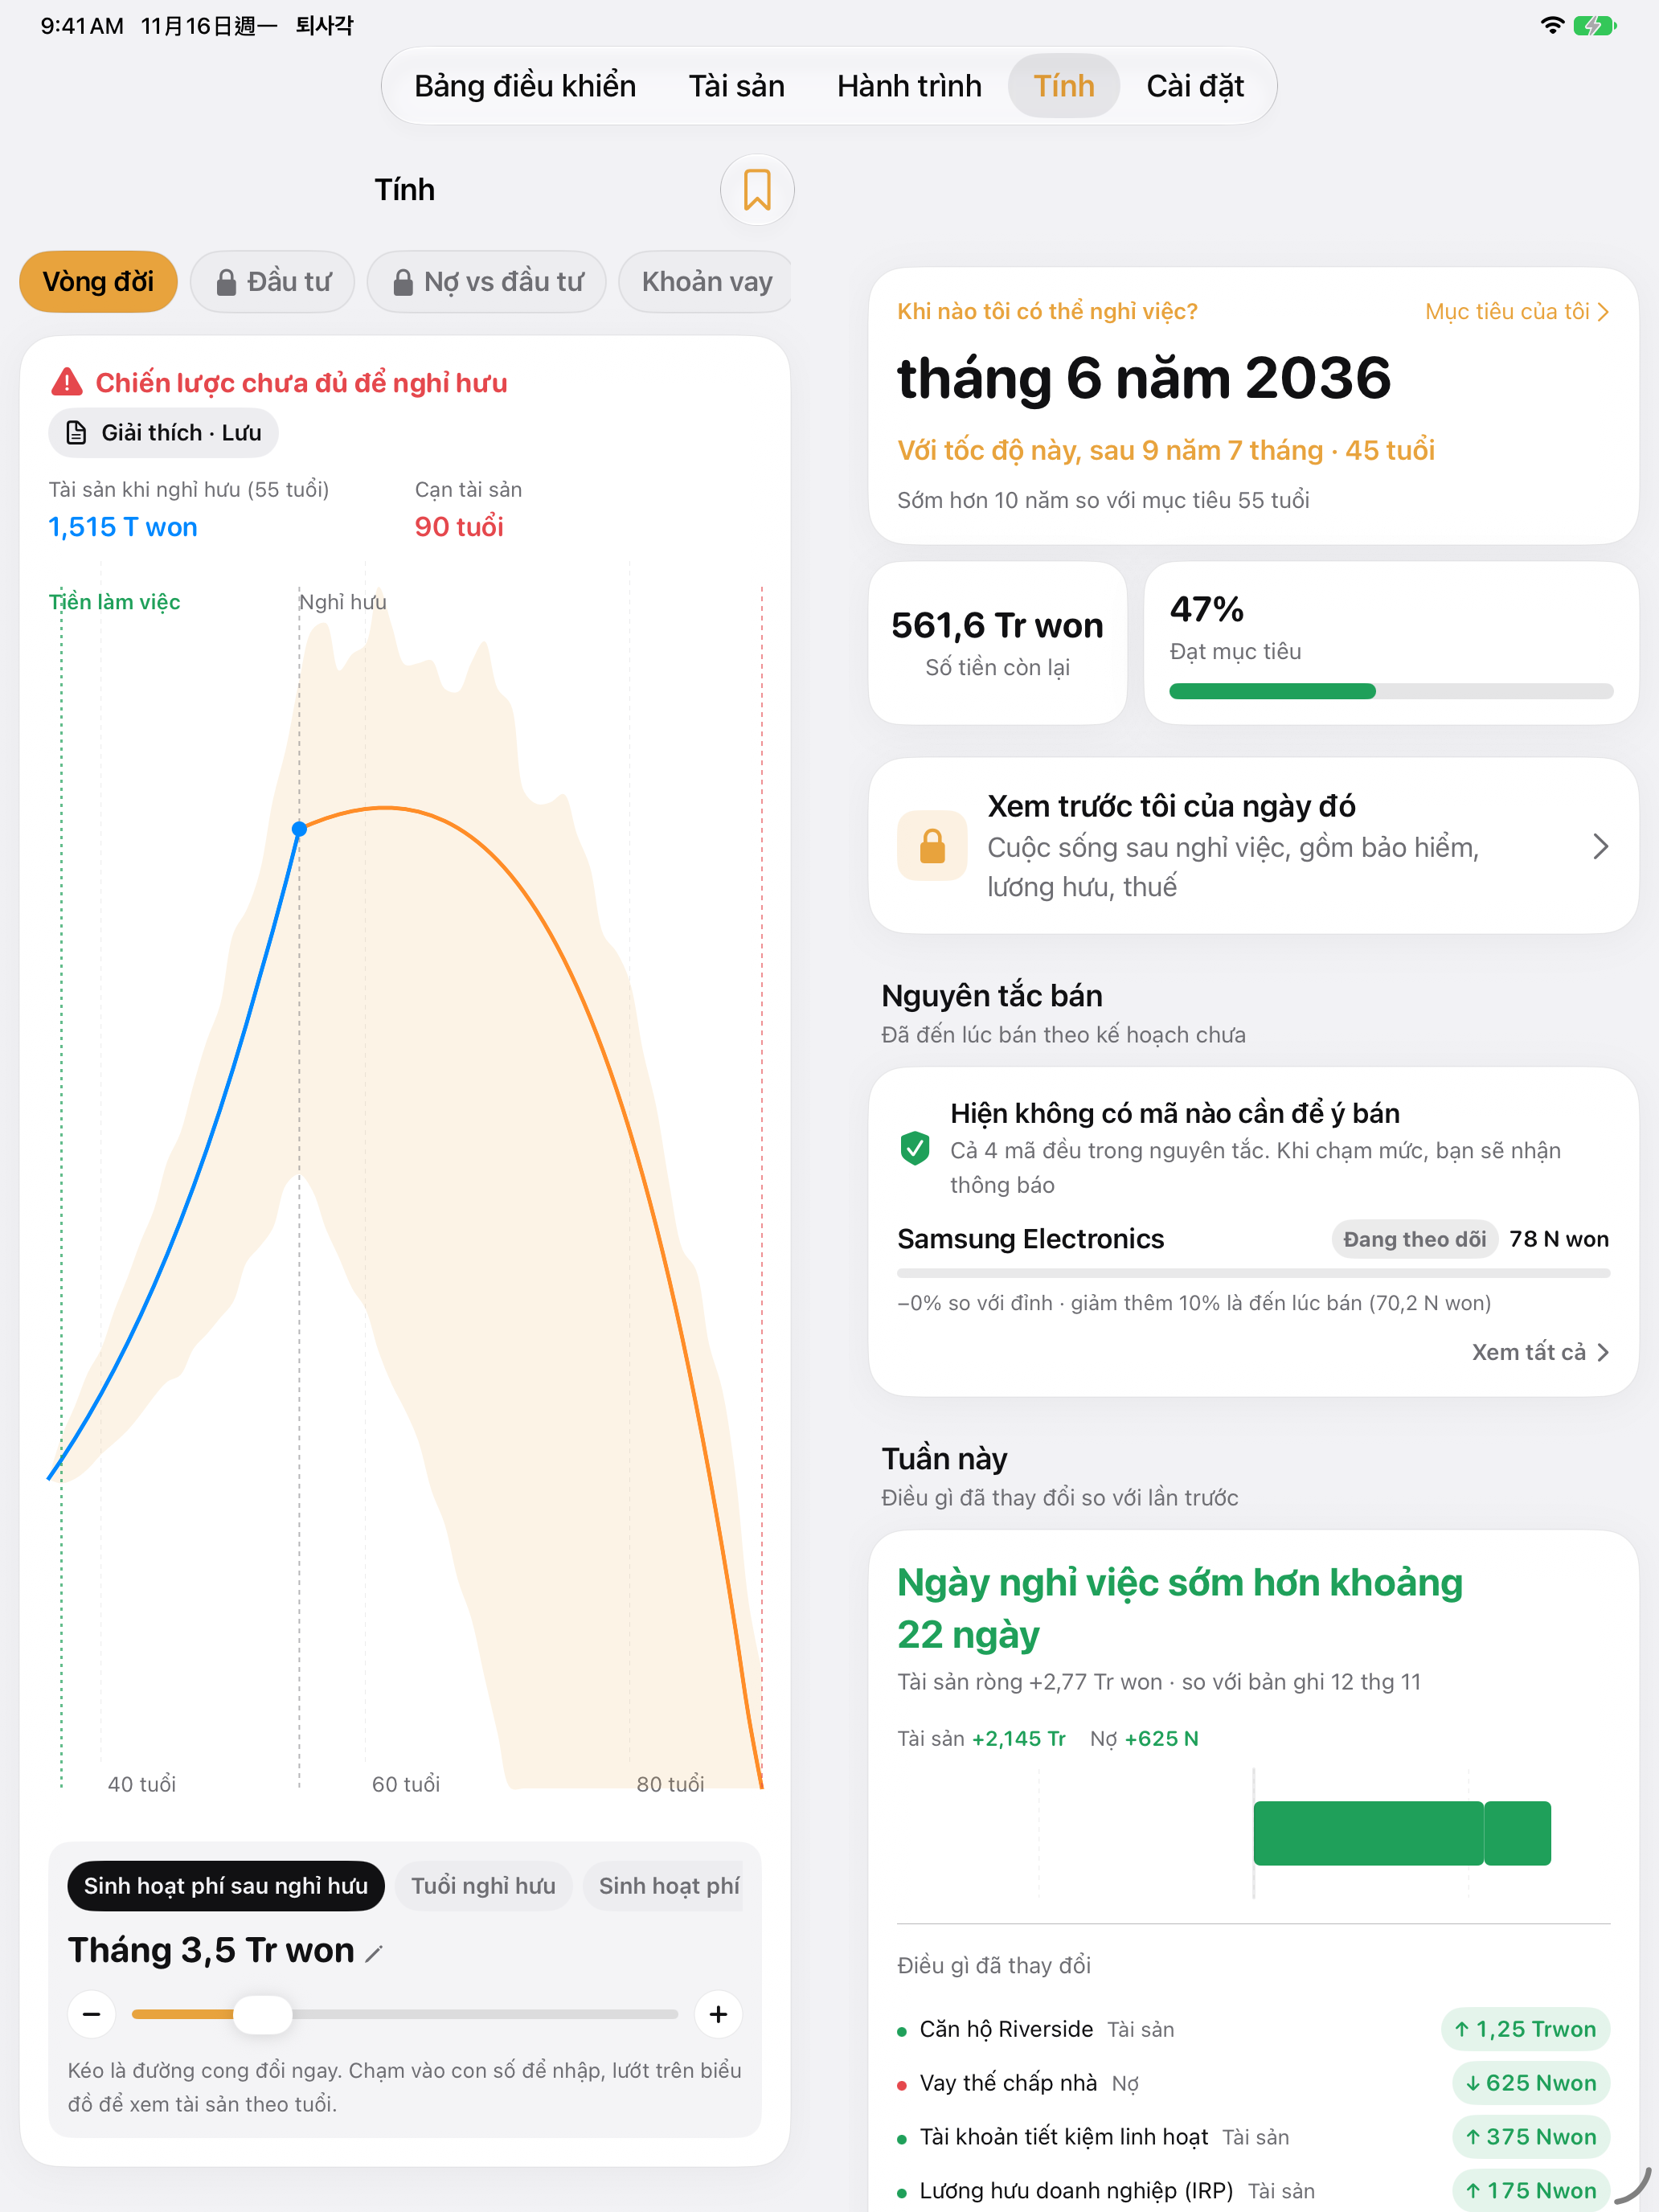 9:41 AM 11月16日週一 퇴사각
Bảng điều khiển Tài sản Hành trình Tính Cài đặt
Tính
Vòng đời Đầu tư Nợ vs đầu tư Khoản vay
Chiến lược chưa đủ để nghỉ hưu
Giải thích · Lưu
Tài sản khi nghỉ hưu (55 tuổi) Cạn tài sản
1,515 T won 90 tuổi
Tiền làm việc Nghỉ hưu
40 tuổi 60 tuổi 80 tuổi
Sinh hoạt phí sau nghỉ hưu Tuổi nghỉ hưu Sinh hoạt phí
Tháng 3,5 Tr won
Kéo là đường cong đổi ngay. Chạm vào con số để nhập, lướt trên biểu
đồ để xem tài sản theo tuổi.
Khi nào tôi có thể nghỉ việc? Mục tiêu của tôi
tháng 6 năm 2036
Với tốc độ này, sau 9 năm 7 tháng · 45 tuổi
Sớm hơn 10 năm so với mục tiêu 55 tuổi
561,6 Tr won
Số tiền còn lại
47%
Đạt mục tiêu
Xem trước tôi của ngày đó
Cuộc sống sau nghỉ việc, gồm bảo hiểm,
lương hưu, thuế
Nguyên tắc bán
Đã đến lúc bán theo kế hoạch chưa
Hiện không có mã nào cần để ý bán
Cả 4 mã đều trong nguyên tắc. Khi chạm mức, bạn sẽ nhận
thông báo
Samsung Electronics Đang theo dõi 78 N won
−0% so với đỉnh · giảm thêm 10% là đến lúc bán (70,2 N won)
Xem tất cả
Tuần này
Điều gì đã thay đổi so với lần trước
Ngày nghỉ việc sớm hơn khoảng
22 ngày
Tài sản ròng +2,77 Tr won · so với bản ghi 12 thg 11
Tài sản +2,145 Tr Nợ +625 N
Điều gì đã thay đổi
Căn hộ Riverside Tài sản ↑ 1,25 Trwon
Vay thế chấp nhà Nợ ↓ 625 Nwon
Tài khoản tiết kiệm linh hoạt Tài sản ↑ 375 Nwon
Lương hưu doanh nghiệp (IRP) Tài sản ↑ 175 Nwon